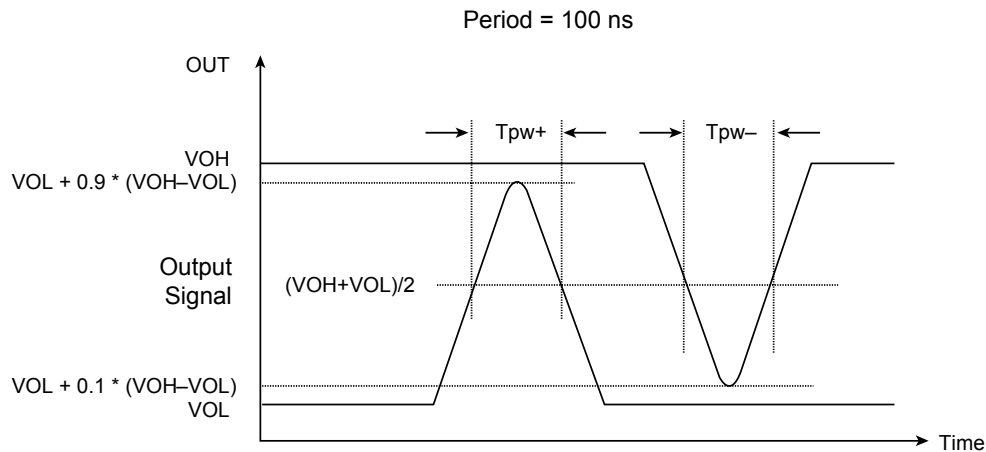 Period = 100 ns
OUT
Tpw+
Tpw–
VOH
VOL + 0.9 * (VOH–VOL)
Output
Signal
(VOH+VOL)/2
VOL + 0.1 * (VOH–VOL)
VOL
Time